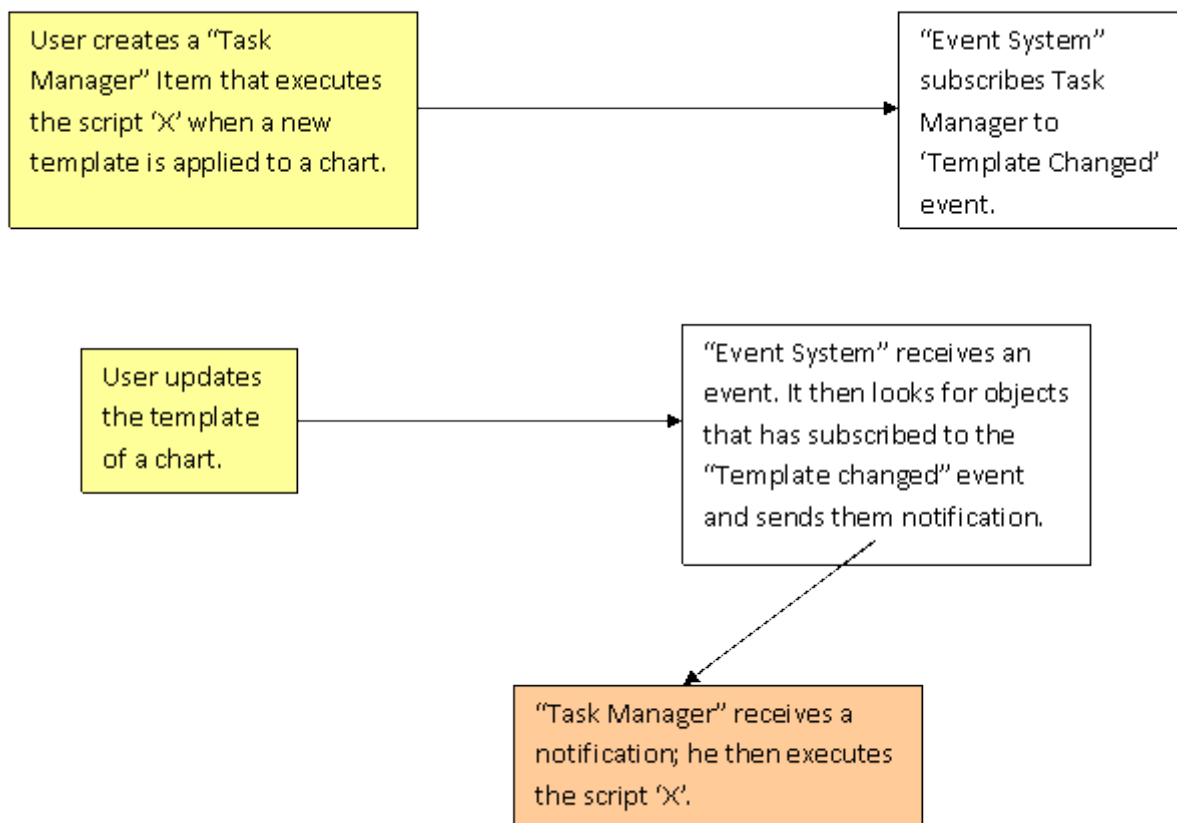 User creates a “Task
Manager” Item that executes
the script ‘X’ when a new
template is applied to a chart.
“Event System”
subscribes Task
Manager to
‘Template Changed’
event.
User updates
the template
of a chart.
“Event System” receives an
event. It then looks for objects
that has subscribed to the
“Template changed” event
and sends them notification.
“Task Manager” receives a
notification; he then executes
the script ‘X’.